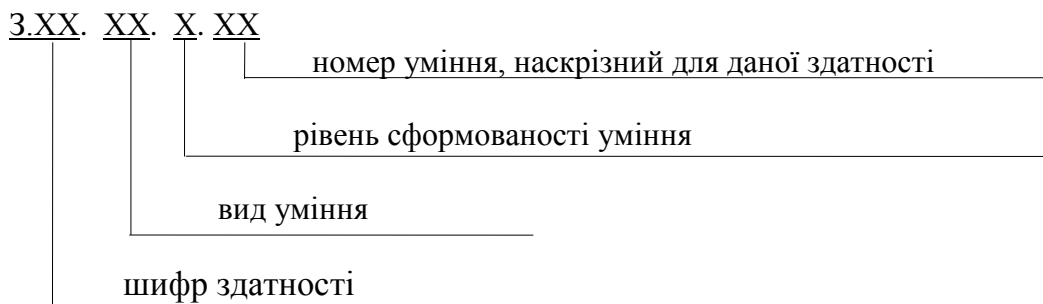 З.ХХ. ХХ. Х. ХХ
номер уміння, наскрізний для даної здатності
рівень сформованості уміння
вид уміння
шифр здатності